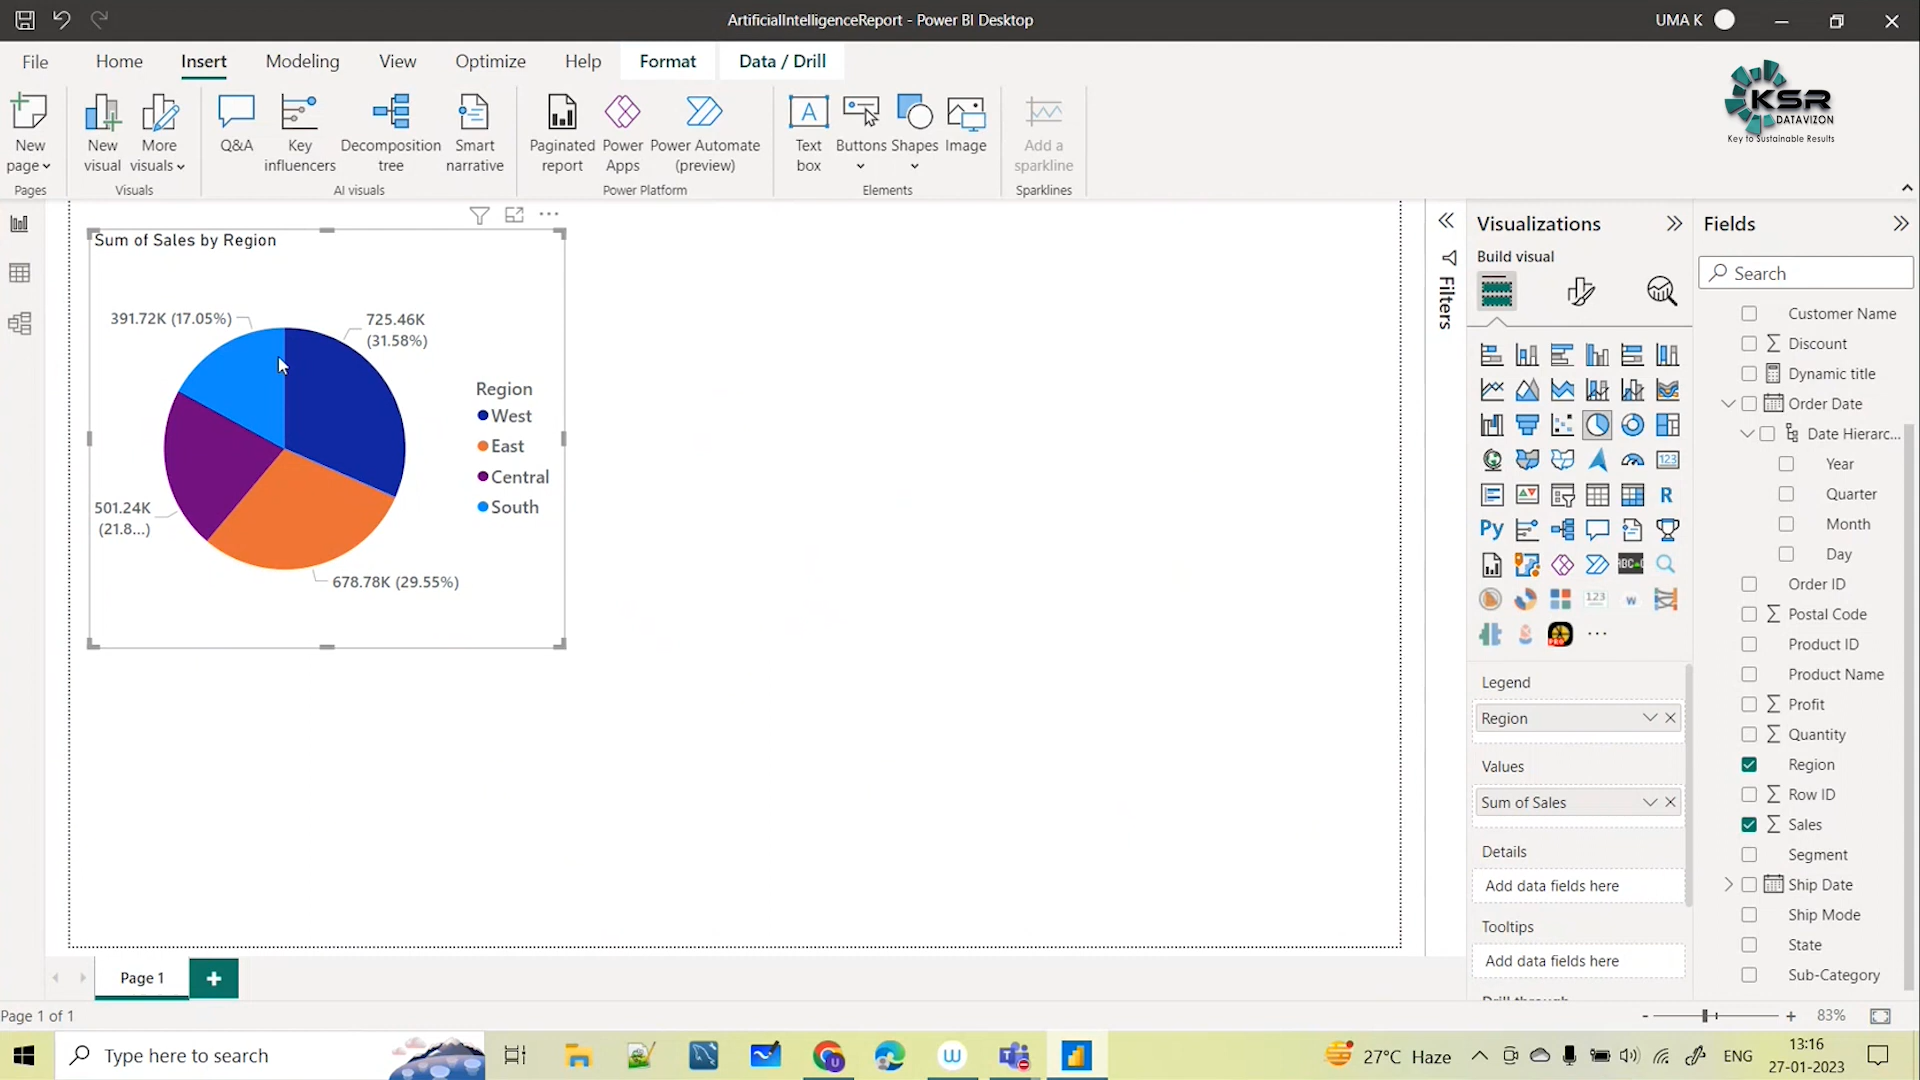 ArtificialIntelligenceReport - Power BI Desktop
UMA K
File Home Insert Modeling View Optimize Help Format Data / Drill
KSR
DATAVIZON
Key to Sustainable Results
New page
New visual
More visuals
Q&A
Key influencers
Decomposition tree
Smart narrative
Paginated report
Power Apps
Power Automate (preview)
A
Text box
Buttons
Shapes
Image
Add a sparkline
Pages
Visuals
AI visuals
Power Platform
Elements
Sparklines
Sum of Sales by Region
391.72K (17.05%)
725.46K
(31.58%)
501.24K
(21.8...)
678.78K (29.55%)
Region
West
East
Central
South
Filters
Visualizations
Build visual
123
R
Py
123
W
PRO
Legend
Region
Values
Sum of Sales
Details
Add data fields here
Tooltips
Add data fields here
Fields
Search
Customer Name
Discount
Dynamic title
Order Date
Date Hierarc...
Year
Quarter
Month
Day
Order ID
Postal Code
Product ID
Product Name
Profit
Quantity
Region
Row ID
Sales
Segment
Ship Date
Ship Mode
State
Sub-Category
Page 1
Page 1 of 1
- + 83%
Type here to search
27°C Haze
ENG
13:16
27-01-2023